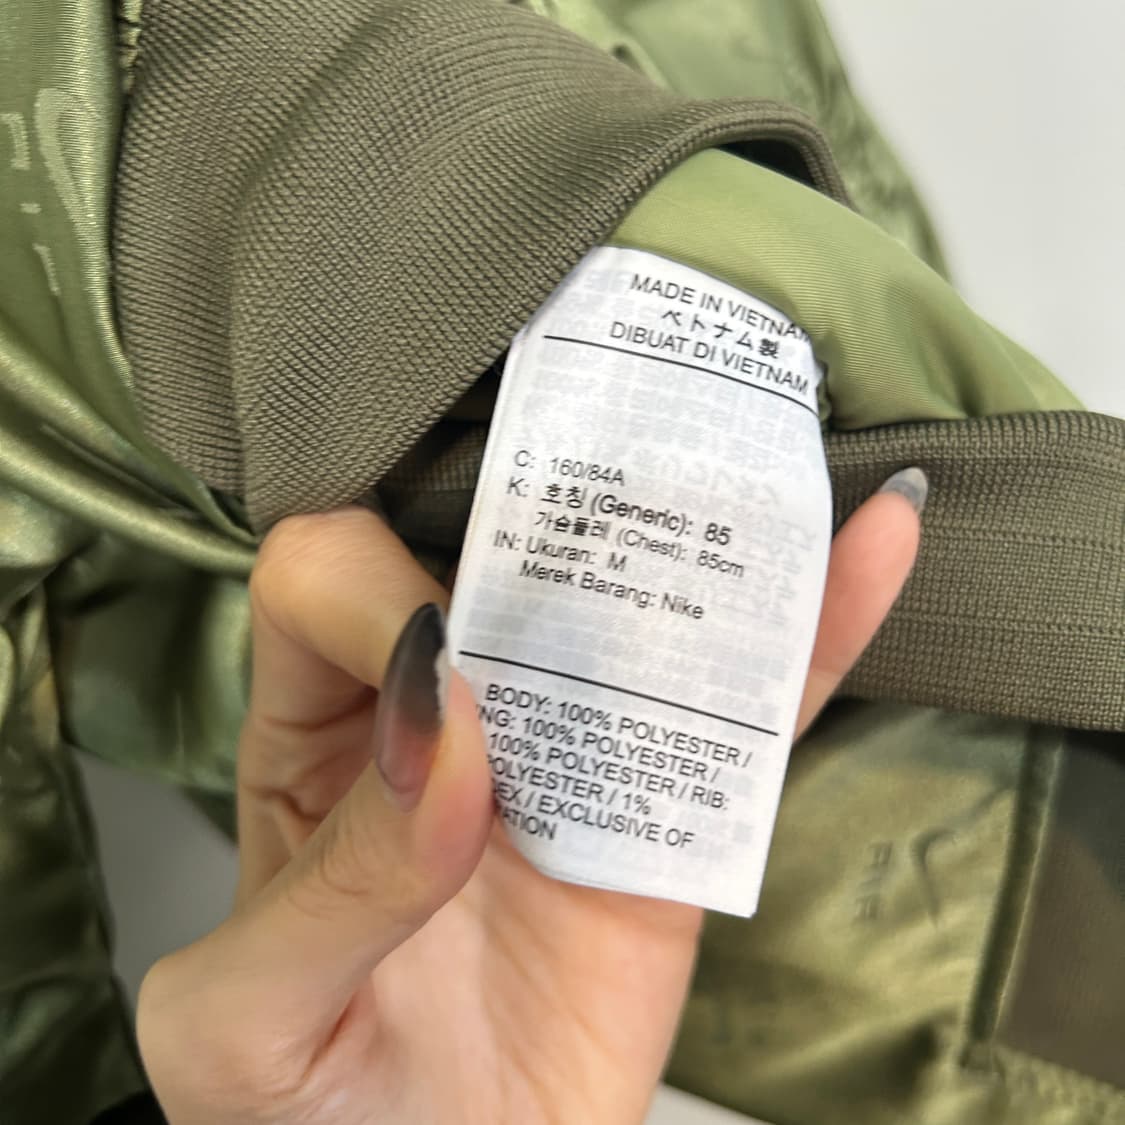 MADE IN VIETNAM
ベトナム製
DIBUAT DI VIETNAM
C: 160/84A
K: 호칭 (Generic): 85
가슴둘레 (Chest): 85cm
IN: Ukuran: M
Merek Barang: Nike
BODY: 100% POLYESTER /
NG: 100% POLYESTER /
100% POLYESTER / RIB:
POLYESTER / 1%
EX / EXCLUSIVE OF
ATION
AIR